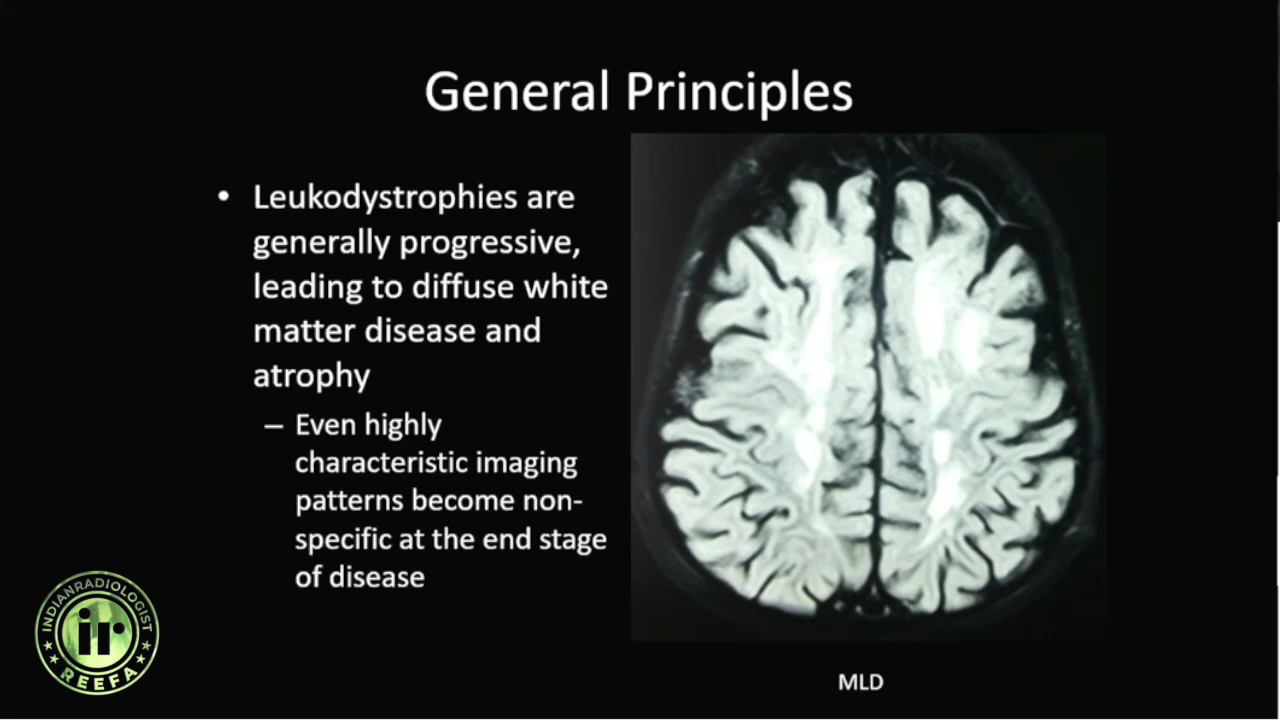 General Principles
• Leukodystrophies are
generally progressive,
leading to diffuse white
matter disease and
atrophy
– Even highly
characteristic imaging
patterns become non-
specific at the end stage
of disease
MLD
INDIANRADIOLOGIST
ir
REEFA